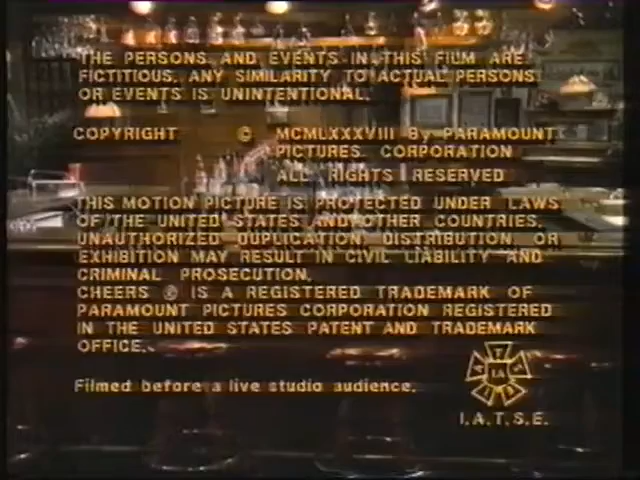 THE PERSONS AND EVENTS IN THIS FILM ARE
FICTITIOUS. ANY SIMILARITY TO ACTUAL PERSONS
OR EVENTS IS UNINTENTIONAL.
COPYRIGHT © MCMLXXXVIII By PARAMOUNT
PICTURES CORPORATION
ALL RIGHTS RESERVED
THIS MOTION PICTURE IS PROTECTED UNDER LAWS
OF THE UNITED STATES AND OTHER COUNTRIES.
UNAUTHORIZED DUPLICATION, DISTRIBUTION OR
EXHIBITION MAY RESULT IN CIVIL LIABILITY AND
CRIMINAL PROSECUTION.
CHEERS ® IS A REGISTERED TRADEMARK OF
PARAMOUNT PICTURES CORPORATION REGISTERED
IN THE UNITED STATES PATENT AND TRADEMARK
OFFICE.
Filmed before a live studio audience.
I.A.T.S.E.